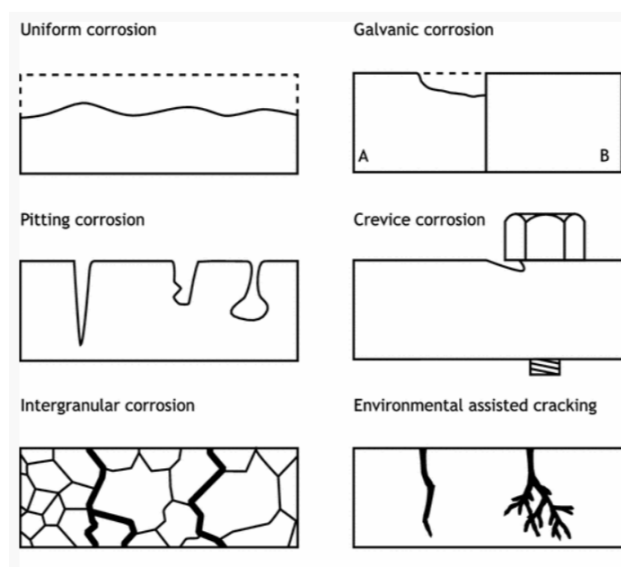 Uniform corrosion
Galvanic corrosion
A
B
Pitting corrosion
Crevice corrosion
Intergranular corrosion
Environmental assisted cracking